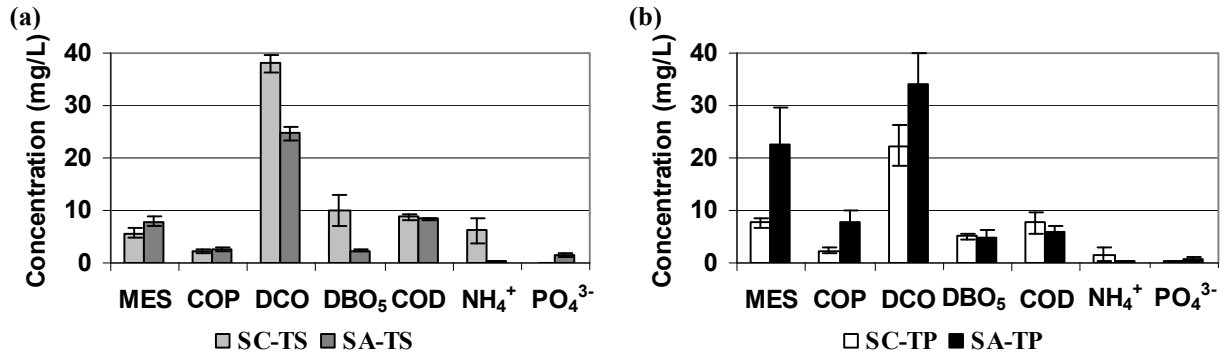 (a)
Concentration (mg/L)
40
30
20
10
0
MES COP DCO DBO₅ COD NH₄⁺ PO₄³⁻
SC-TS SA-TS
(b)
Concentration (mg/L)
40
30
20
10
0
MES COP DCO DBO₅ COD NH₄⁺ PO₄³⁻
SC-TP SA-TP